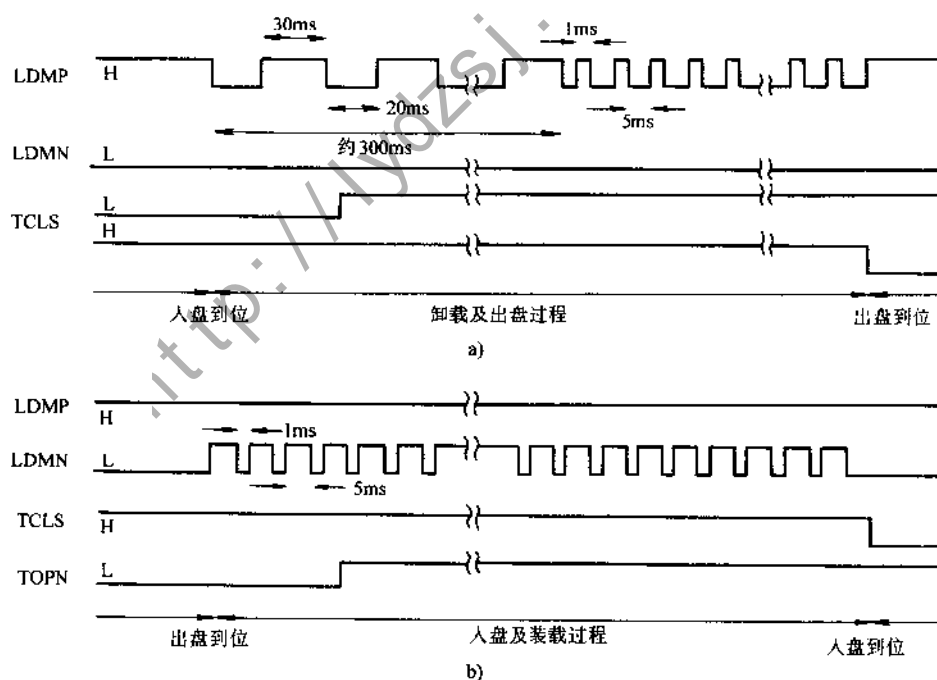 30ms
1ms
LDMP H
20ms
5ms
约300ms
LDMN L
TCLS L
H
入盘到位 卸载及出盘过程 出盘到位
a)
LDMP H
LDMN L
1ms
5ms
TCLS H
TOPN L
出盘到位 入盘及装载过程 入盘到位
b)
http://lydzsj.